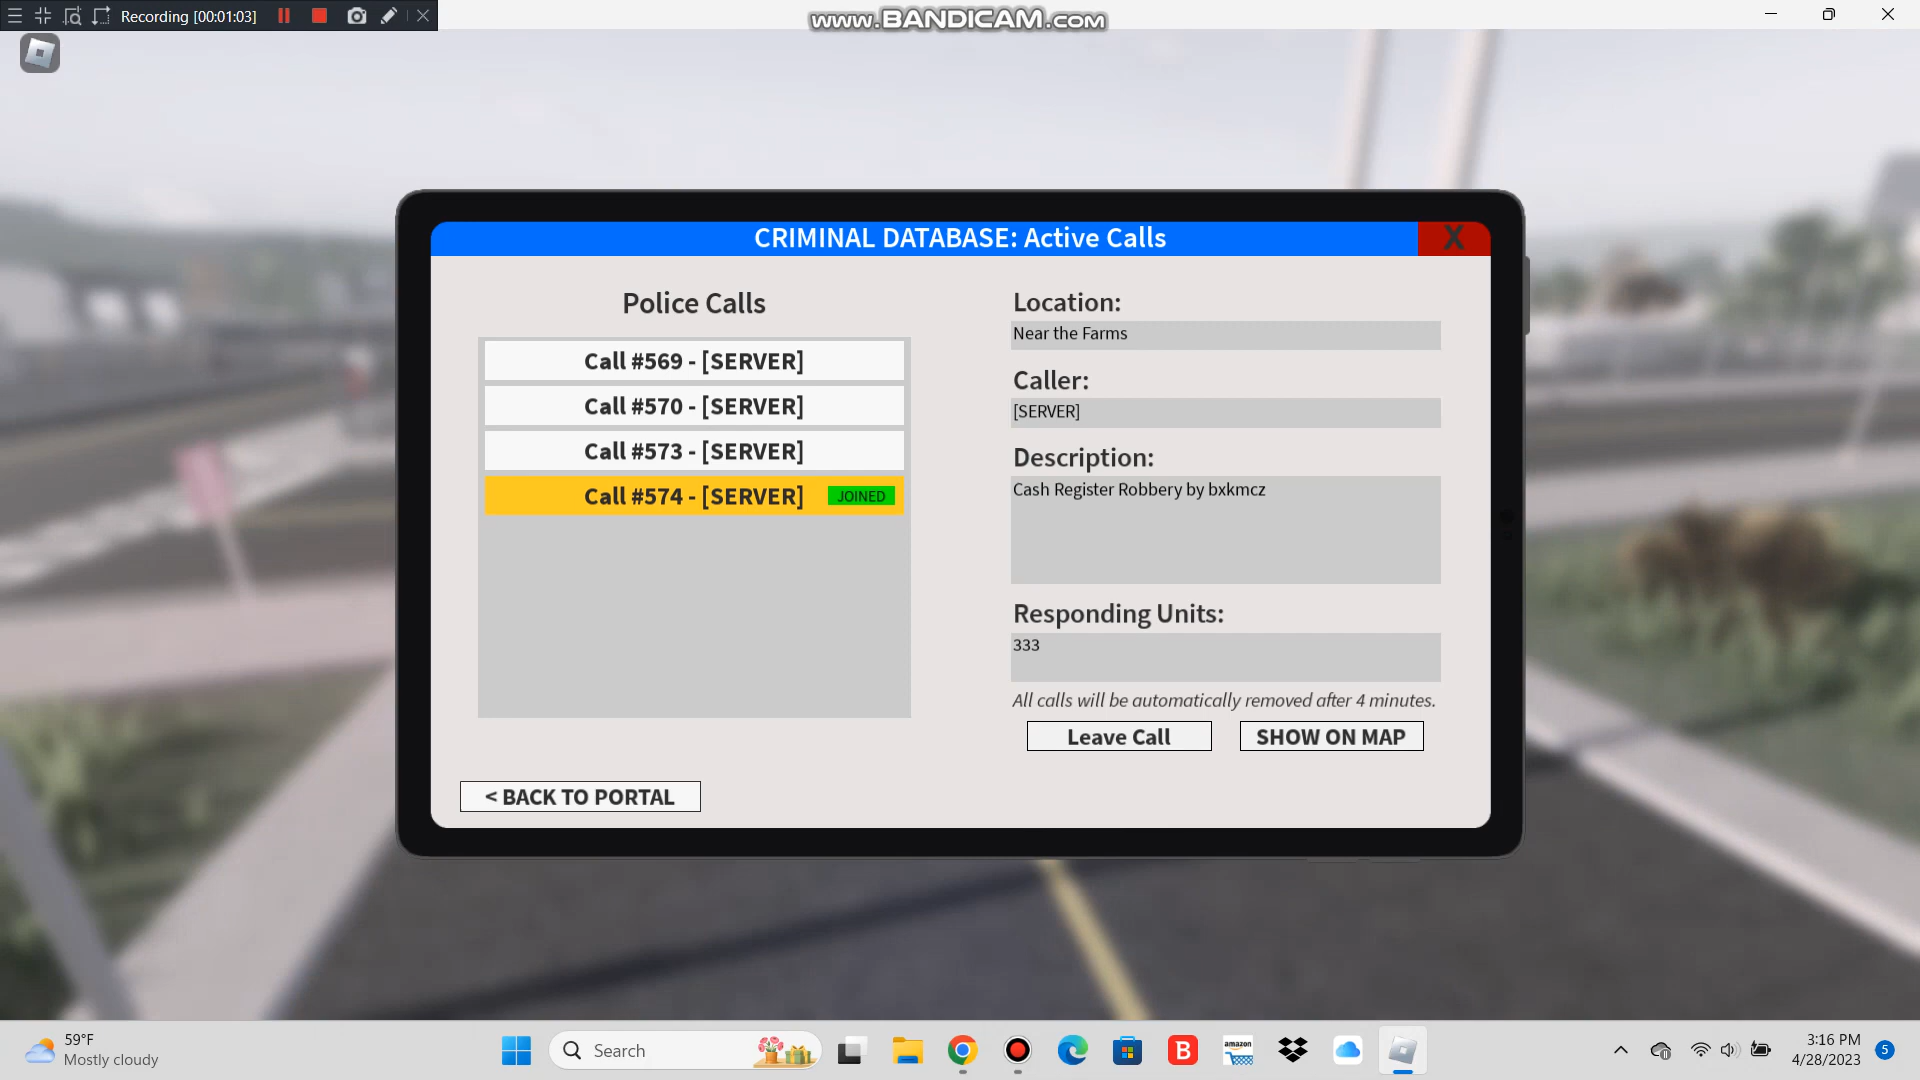 Recording [00:01:03]
www.BANDICAM.com
CRIMINAL DATABASE: Active Calls
X
Police Calls
Call #569 - [SERVER]
Call #570 - [SERVER]
Call #573 - [SERVER]
Call #574 - [SERVER] JOINED
< BACK TO PORTAL
Location:
Near the Farms
Caller:
[SERVER]
Description:
Cash Register Robbery by bxkmcz
Responding Units:
333
All calls will be automatically removed after 4 minutes.
Leave Call
SHOW ON MAP
59°F
Mostly cloudy
Search
B
amazon
3:16 PM
4/28/2023
5